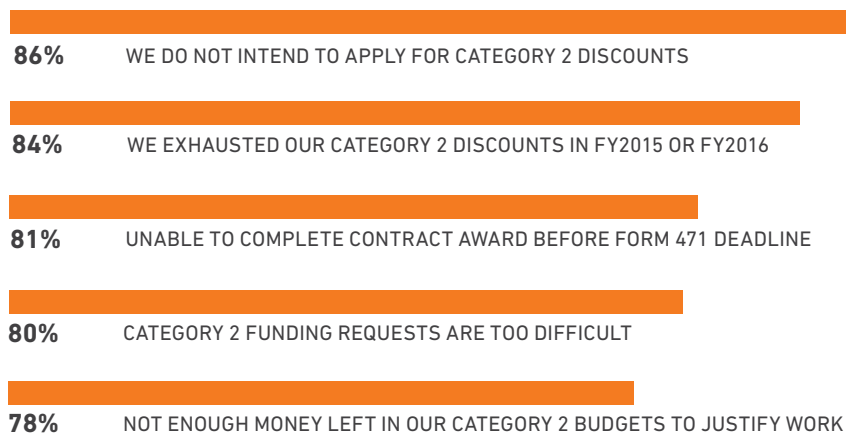 86% WE DO NOT INTEND TO APPLY FOR CATEGORY 2 DISCOUNTS
84% WE EXHAUSTED OUR CATEGORY 2 DISCOUNTS IN FY2015 OR FY2016
81% UNABLE TO COMPLETE CONTRACT AWARD BEFORE FORM 471 DEADLINE
80% CATEGORY 2 FUNDING REQUESTS ARE TOO DIFFICULT
78% NOT ENOUGH MONEY LEFT IN OUR CATEGORY 2 BUDGETS TO JUSTIFY WORK